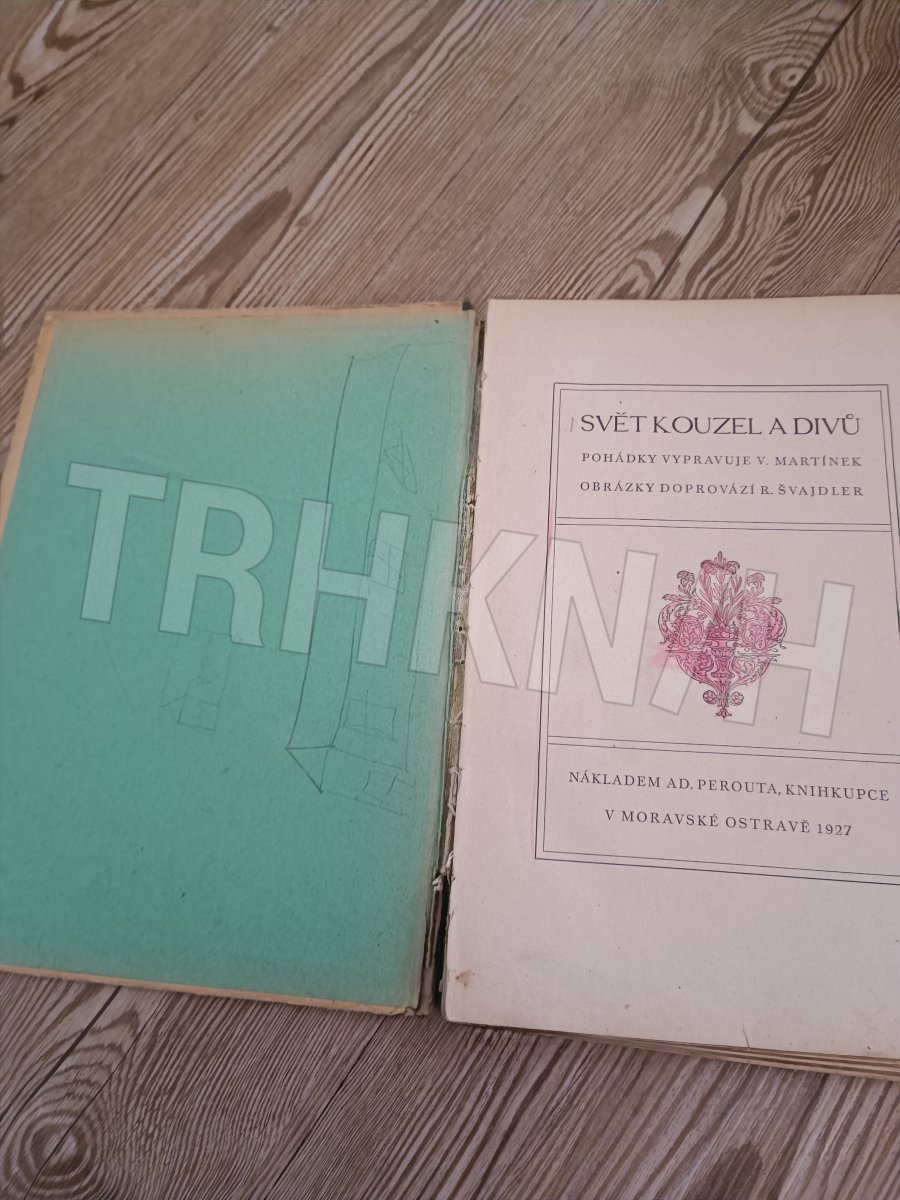 TRHKNIH
SVĚT KOUZEL A DIVŮ
POHÁDKY VYPRAVUJE V. MARTÍNEK
OBRÁZKY DOPROVÁZÍ R. ŠVAJDLER
NÁKLADEM AD. PEROUTA, KNIHKUPCE
V MORAVSKÉ OSTRAVĚ 1927